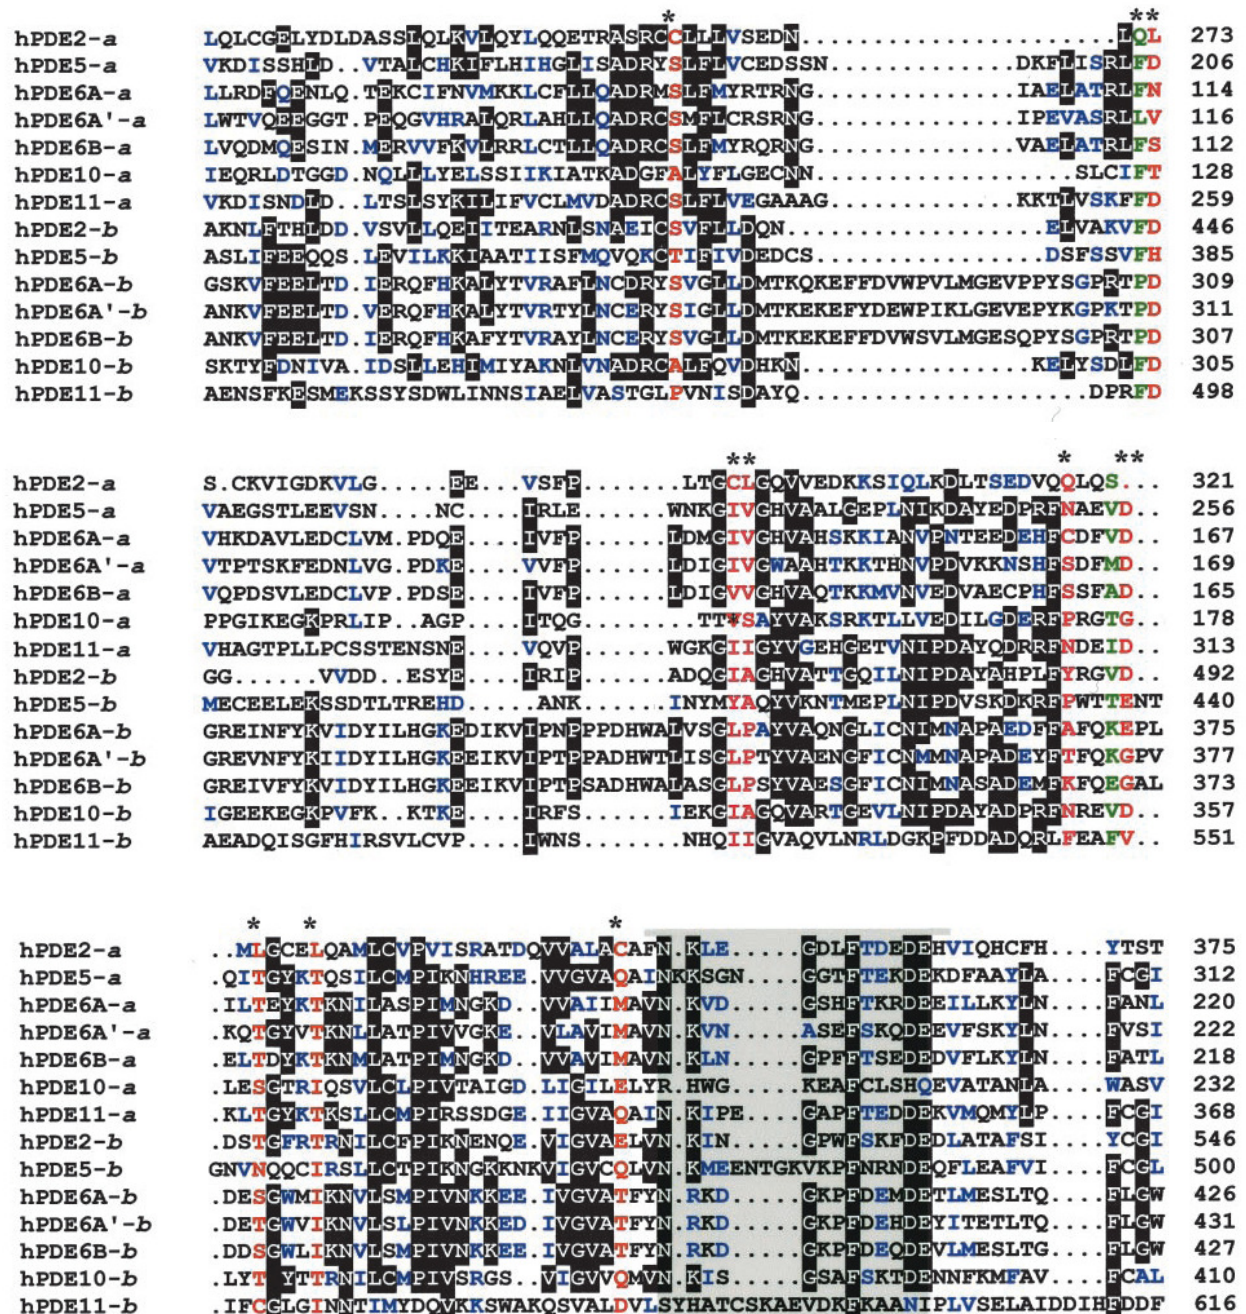 * **
hPDE2-a LQLCGELYDLDASSLQLKVLQYLQQETRASRCCLLLVSEDN......................LQL 273
hPDE5-a VKDISSHLD..VTALCHKIFLHIHGLISADRYSLFLVCEDSSN.............DKFLISRLFD 206
hPDE6A-a LLRDFQENLQ.TEKCIFNVMKKLCFLLQADRMSLFMYRTRNG..............IAELATRLFN 114
hPDE6A'-a LWTVQEEGGT.PEQGVHRALQRLAHLLQADRCSMFLCRSRNG..............IPEVASRLLV 116
hPDE6B-a LVQDMQESIN.MERVVFKVLRRLCTLLQADRCSLFMYRQRNG..............VAELATRLFS 112
hPDE10-a IEQRLDTGGD.NQLLLYELSSIIKIATKADGFALYFLGECNN.................SLCIFT 128
hPDE11-a VKDISNDLD..LTSLSYKILIFVCLMVDADRCSLFLVEGAAAG.............KKTLVSKFFD 259
hPDE2-b AKNLFTHLDD.VSVLLQEIITEARNLSNAEICSVFLLDQN................ELVAKVFD 446
hPDE5-b ASLIFEEQQS.LEVILKKIAATIISFMQVQKCTIFIVDEDCS..............DSFSSVFH 385
hPDE6A-b GSKVFEELTD.IERQFHKALYTVRAFLNCDRYSVGLLDMTKQKEFFDVWPVLMGEVPPYSGPRTPD 309
hPDE6A'-b ANKVFEELTD.VERQFHKALYTVRTYLNCERYSIGLLDMTKEKEFYDEWPIKLGEVEPYKGPKTPD 311
hPDE6B-b ANKVFEELTD.IERQFHKAFYTVRAYLNCERYSVGLLDMTKEKEFFDVWSVLMGESQPYSGPRTPD 307
hPDE10-b SKTYFDNIVA.IDSLLEHIMIYAKNLVNADRCALFQVDHKN...............KELYSDLFD 305
hPDE11-b AENSFKESMEKSSYSDWLINNSIAELVASTGLPVNISDAYQ....................DPRFD 498
** * **
hPDE2-a S.CKVIGDKVLG.....EE....VSFP.......LTGCLGQVVEDKKSIQLKDLTSEDVQQLQS... 321
hPDE5-a VAEGSTLEEVSN.....NC....IRLE......WNKGIVGHVAALGEPLNIKDAYEDPRFNAEVD.. 256
hPDE6A-a VHKDAVLEDCLVM.PDQE.....IVFP......LDMGIVGHVAHSKKIANVPNTEEDEHFCDFVD.. 167
hPDE6A'-a VTPTSKFEDNLVG.PDKE.....VVFP......LDIGIVGWAAHTKKTHNVPDVKKNSHFSDFMD.. 169
hPDE6B-a VQPDSVLEDCLVP.PDSE.....IVFP......LDIGVVGHVAQTKKMVNVEDVAECPHFSSFAD.. 165
hPDE10-a PPGIKEGKPRLIP..AGP.....ITQG.......TT*SAYVAKSRKTLLVEDILGDERFPRGTG.. 178
hPDE11-a VHAGTPLLPCSSTENSNE.....VQVP......WGKGIIGYVGEHGETVNIPDAYQDRRFNDEID.. 313
hPDE2-b GG......VVDD..ESYE.....IRIP......ADQGIAGHVATTGQILNIPDAYAHPLFYRGVD.. 492
hPDE5-b MECEELEKSSDTLTREHD......ANK......INYMYAQYVKNTMEPLNIPDVSKDKRFPWTTENT 440
hPDE6A-b GREINFYKVIDYILHGKEDIKVIPNPPPDHWALVSGLPAYVAQNGLICNIMNAPAEDFFAFQKEPL 375
hPDE6A'-b GREVNFYKIIDYILHGKEEIKVIPTPPADHWTLISGLPTYVAENGFICNMMNAPADEYFTFQKGPV 377
hPDE6B-b GREIVFYKVIDYILHGKEEIKVIPTPSADHWALASGLPSYVAESGFICNIMNASADEMFKFQEGAL 373
hPDE10-b IGEEKEGKPVFK..KTKE.....IRFS......IEKGIAGQVARTGEVLNIPDAYADPRFNREVD.. 357
hPDE11-b AEADQISGFHIRSVLCVP.....IWNS.......NHQIIGVAQVLNRLDGKPFDDADQRLFEAFV.. 551
* * *
hPDE2-a ..MLGCELQAMLCVPVISRATDQVVALACAFN.KLE.....GDLFTDEDEHVIQHCFH....YTST 375
hPDE5-a .QITGYKTQSILCMPIKNHREE.VVGVAQAINKKSGN....GGTFTEKDEKDFAAYLA....FCGI 312
hPDE6A-a .ILTEYKTKNILASPIMNGKD..VVAIIMAVN.KVD.....GSHFTKRDEEILLKYLN....FANL 220
hPDE6A'-a .KQTGYVTKNLLATPIVVGKE..VLAVIMAVN.KVN.....ASEFSKQDEEVFSKYLN....FVSI 222
hPDE6B-a .ELTDYKTKNMLATPIMNGKD..VVAVIMAVN.KLN.....GPFFTSEDEDVFLKYLN....FATL 218
hPDE10-a .LESGTRIQSVLCLPIVTAIGD.LIGILELYR.HWG.....KEAFCLSHQEVATANLA....WASV 232
hPDE11-a .KLTGYKTKSLLCMPIRSSDGE.IIGVAQAIN.KIPE....GAPFTEDDEKVMQMYLP....FCGI 368
hPDE2-b .DSTGFRTRNILCFPIKNENQE.VIGVAELVN.KIN.....GPWFSKFDEDLATAFSI....YCGI 546
hPDE5-b GNVNQQCIRSLLCTPIKNGKKNKVIGVCQLVN.KMEENTGKVKPFNRNDEQFLEAFVI....FCGL 500
hPDE6A-b .DESGWMIKNVLSMPIVNKKEE.IVGVATFYN.RKD.....GKPFDEMDETLMESLTQ....FLGW 426
hPDE6A'-b .DETGWVIKNVLSLPIVNKKED.IVGVATFYN.RKD.....GKPFDEHDEYITETLTQ....FLGW 431
hPDE6B-b .DDSGWLIKNVLSMPIVNKKEE.IVGVATFYN.RKD.....GKPFDEQDEVLMESLTG....FLGW 427
hPDE10-b .LYTGYTTRNILCMPIVSRGS..VIGVVQMVN.KIS.....GSAFSKTDENNFKMFAV....FCAL 410
hPDE11-b .IFCGLGINNTIMYDQVKKSWAKQSVALDVLSYHATCSKAEVDKFKAANIPLVSELAIDDIHFDDF 616